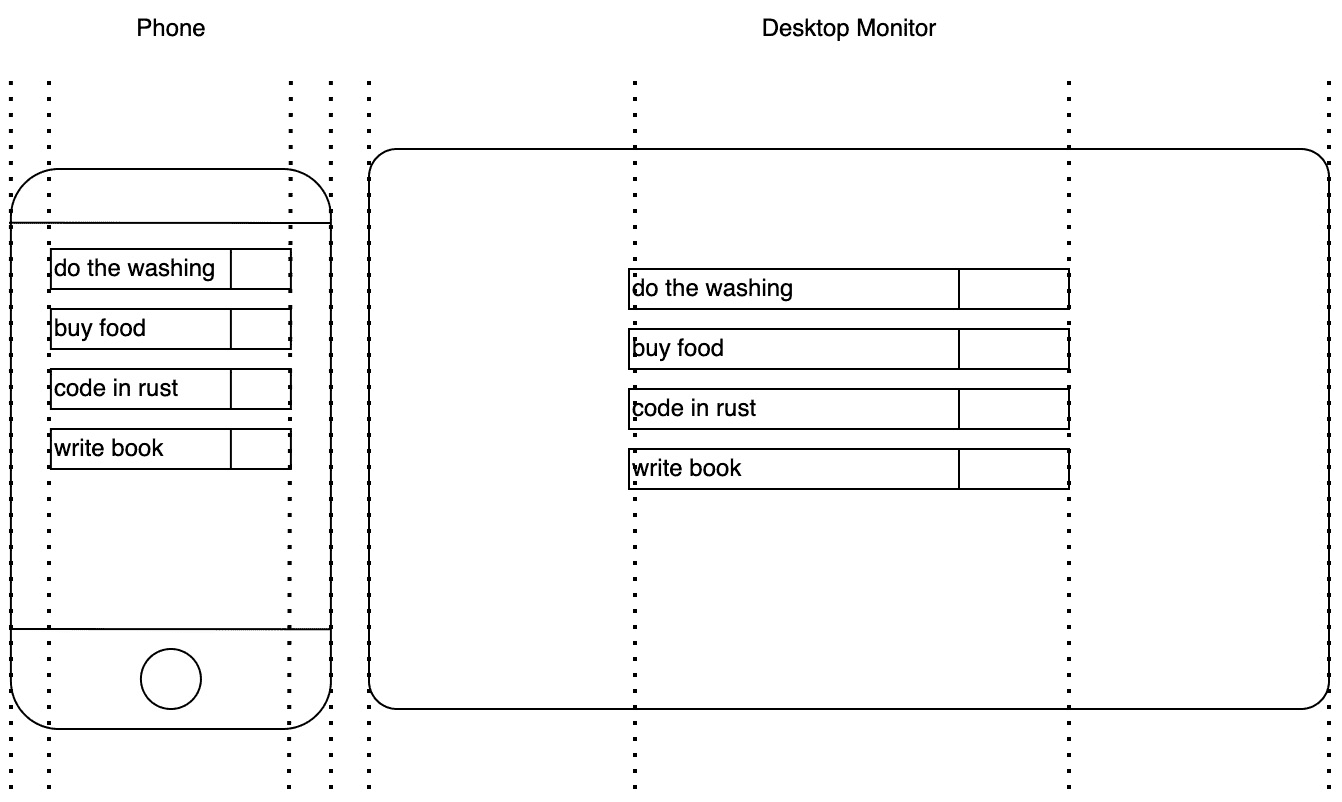 Phone
Desktop Monitor
do the washing
buy food
code in rust
write book
do the washing
buy food
code in rust
write book